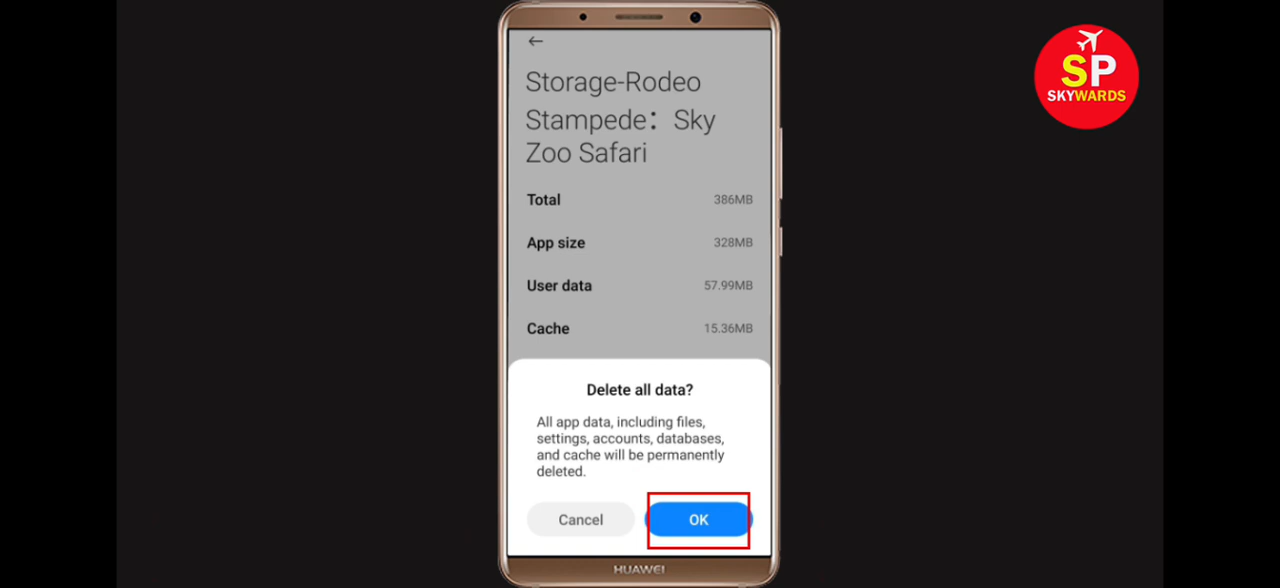 Storage-Rodeo
Stampede：Sky
Zoo Safari
Total 386MB
App size 328MB
User data 57.99MB
Cache 15.36MB
Delete all data?
All app data, including files,
settings, accounts, databases,
and cache will be permanently
deleted.
Cancel OK
HUAWEI
SP
SKYWARDS